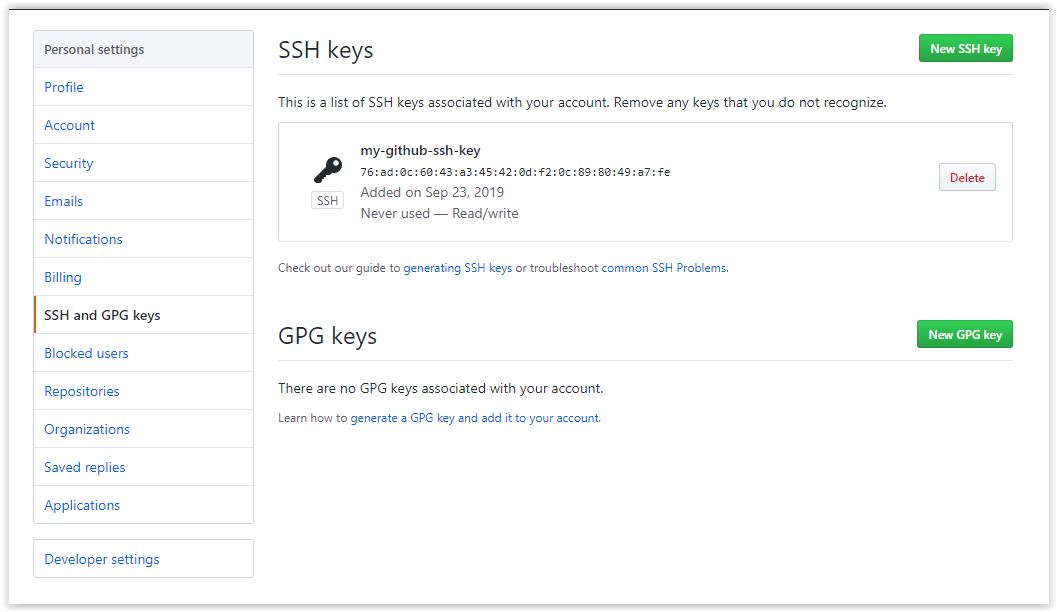 Personal settings
Profile
Account
Security
Emails
Notifications
Billing
SSH and GPG keys
Blocked users
Repositories
Organizations
Saved replies
Applications
Developer settings
SSH keys
New SSH key
This is a list of SSH keys associated with your account. Remove any keys that you do not recognize.
my-github-ssh-key
76:ad:0c:60:43:a3:45:42:0d:f2:0c:89:80:49:a7:fe
Added on Sep 23, 2019
Never used — Read/write
SSH
Delete
Check out our guide to generating SSH keys or troubleshoot common SSH Problems.
GPG keys
New GPG key
There are no GPG keys associated with your account.
Learn how to generate a GPG key and add it to your account.